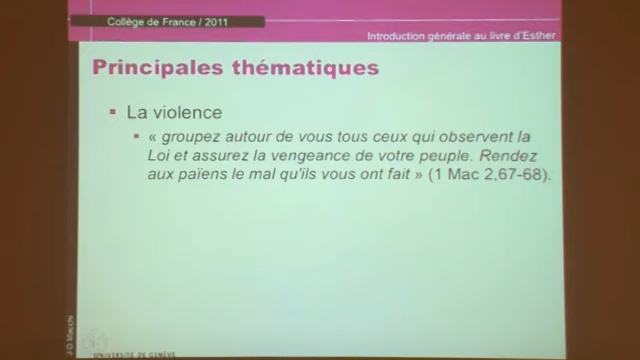 Collège de France / 2011
Introduction générale au livre d'Esther
Principales thématiques
La violence
« groupez autour de vous tous ceux qui observent la
Loi et assurez la vengeance de votre peuple. Rendez
aux païens le mal qu'ils vous ont fait » (1 Mac 2,67-68).
J-D Macchi
UNIVERSITÉ DE GENÈVE